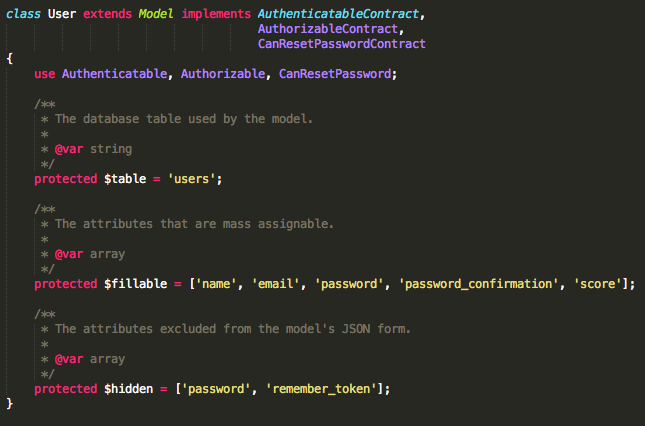 class User extends Model implements AuthenticatableContract,
                                    AuthorizableContract,
                                    CanResetPasswordContract
{
    use Authenticatable, Authorizable, CanResetPassword;

    /**
     * The database table used by the model.
     *
     * @var string
     */
    protected $table = 'users';

    /**
     * The attributes that are mass assignable.
     *
     * @var array
     */
    protected $fillable = ['name', 'email', 'password', 'password_confirmation', 'score'];

    /**
     * The attributes excluded from the model's JSON form.
     *
     * @var array
     */
    protected $hidden = ['password', 'remember_token'];
}